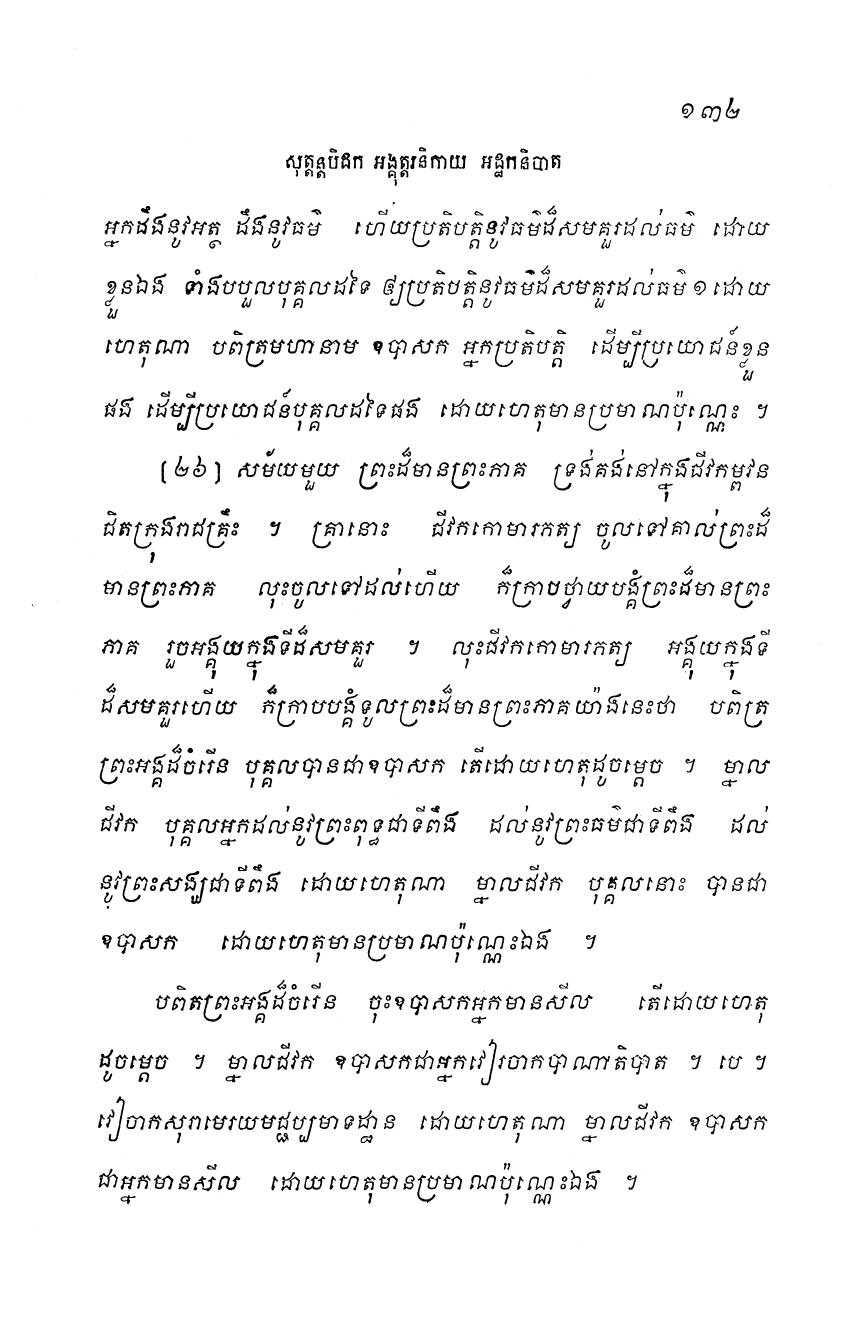 ១៣២
សុត្តន្តបិដក អង្គុត្តរនិកាយ អដ្ឋកនិបាត
អ្នកដឹងនូវអត្ថ ដឹងនូវធម៌ ហើយប្រតិបត្តិនូវធម៌ដ៏សមគួរដល់ធម៌ ដោយ
ខ្លួនឯង ទាំងបបួលបុគ្គលដទៃ ឲ្យប្រតិបត្តិនូវធម៌ដ៏សមគួរដល់ធម៌ ១ ដោយ
ហេតុណា បពិត្រមហានាម ឧបាសក អ្នកប្រតិបត្តិ ដើម្បីប្រយោជន៍ខ្លួន
ផង ដើម្បីប្រយោជន៍បុគ្គលដទៃផង ដោយហេតុមានប្រមាណប៉ុណ្ណេះ ។
[២៦] សម័យមួយ ព្រះដ៏មានព្រះភាគ ទ្រង់គង់នៅក្នុងជីវកម្ពវន
ជិតក្រុងរាជគ្រឹះ ។ គ្រានោះ ជីវកកោមារភត្យ ចូលទៅគាល់ព្រះដ៏
មានព្រះភាគ លុះចូលទៅដល់ហើយ ក៏ក្រាបថ្វាយបង្គំព្រះដ៏មានព្រះ
ភាគ រួចអង្គុយក្នុងទីដ៏សមគួរ ។ លុះជីវកកោមារភត្យ អង្គុយក្នុងទី
ដ៏សមគួរហើយ ក៏ក្រាបបង្គំទូលព្រះដ៏មានព្រះភាគយ៉ាងនេះថា បពិត្រ
ព្រះអង្គដ៏ចំរើន បុគ្គលបានជាឧបាសក តើដោយហេតុដូចម្តេច ។ ម្នាល
ជីវក បុគ្គលអ្នកដល់នូវព្រះពុទ្ធជាទីពឹង ដល់នូវព្រះធម៌ជាទីពឹង ដល់
នូវព្រះសង្ឃជាទីពឹង ដោយហេតុណា ម្នាលជីវក បុគ្គលនោះ បានជា
ឧបាសក ដោយហេតុមានប្រមាណប៉ុណ្ណេះឯង ។
បពិតព្រះអង្គដ៏ចំរើន ចុះឧបាសកអ្នកមានសីល តើដោយហេតុ
ដូចម្តេច ។ ម្នាលជីវក ឧបាសកជាអ្នកវៀរចាកបាណាតិបាត ។ បេ ។
វៀចាកសុរាមេរយមជ្ជប្បមាទដ្ឋាន ដោយហេតុណា ម្នាលជីវក ឧបាសក
ជាអ្នកមានសីល ដោយហេតុមានប្រមាណប៉ុណ្ណេះឯង ។